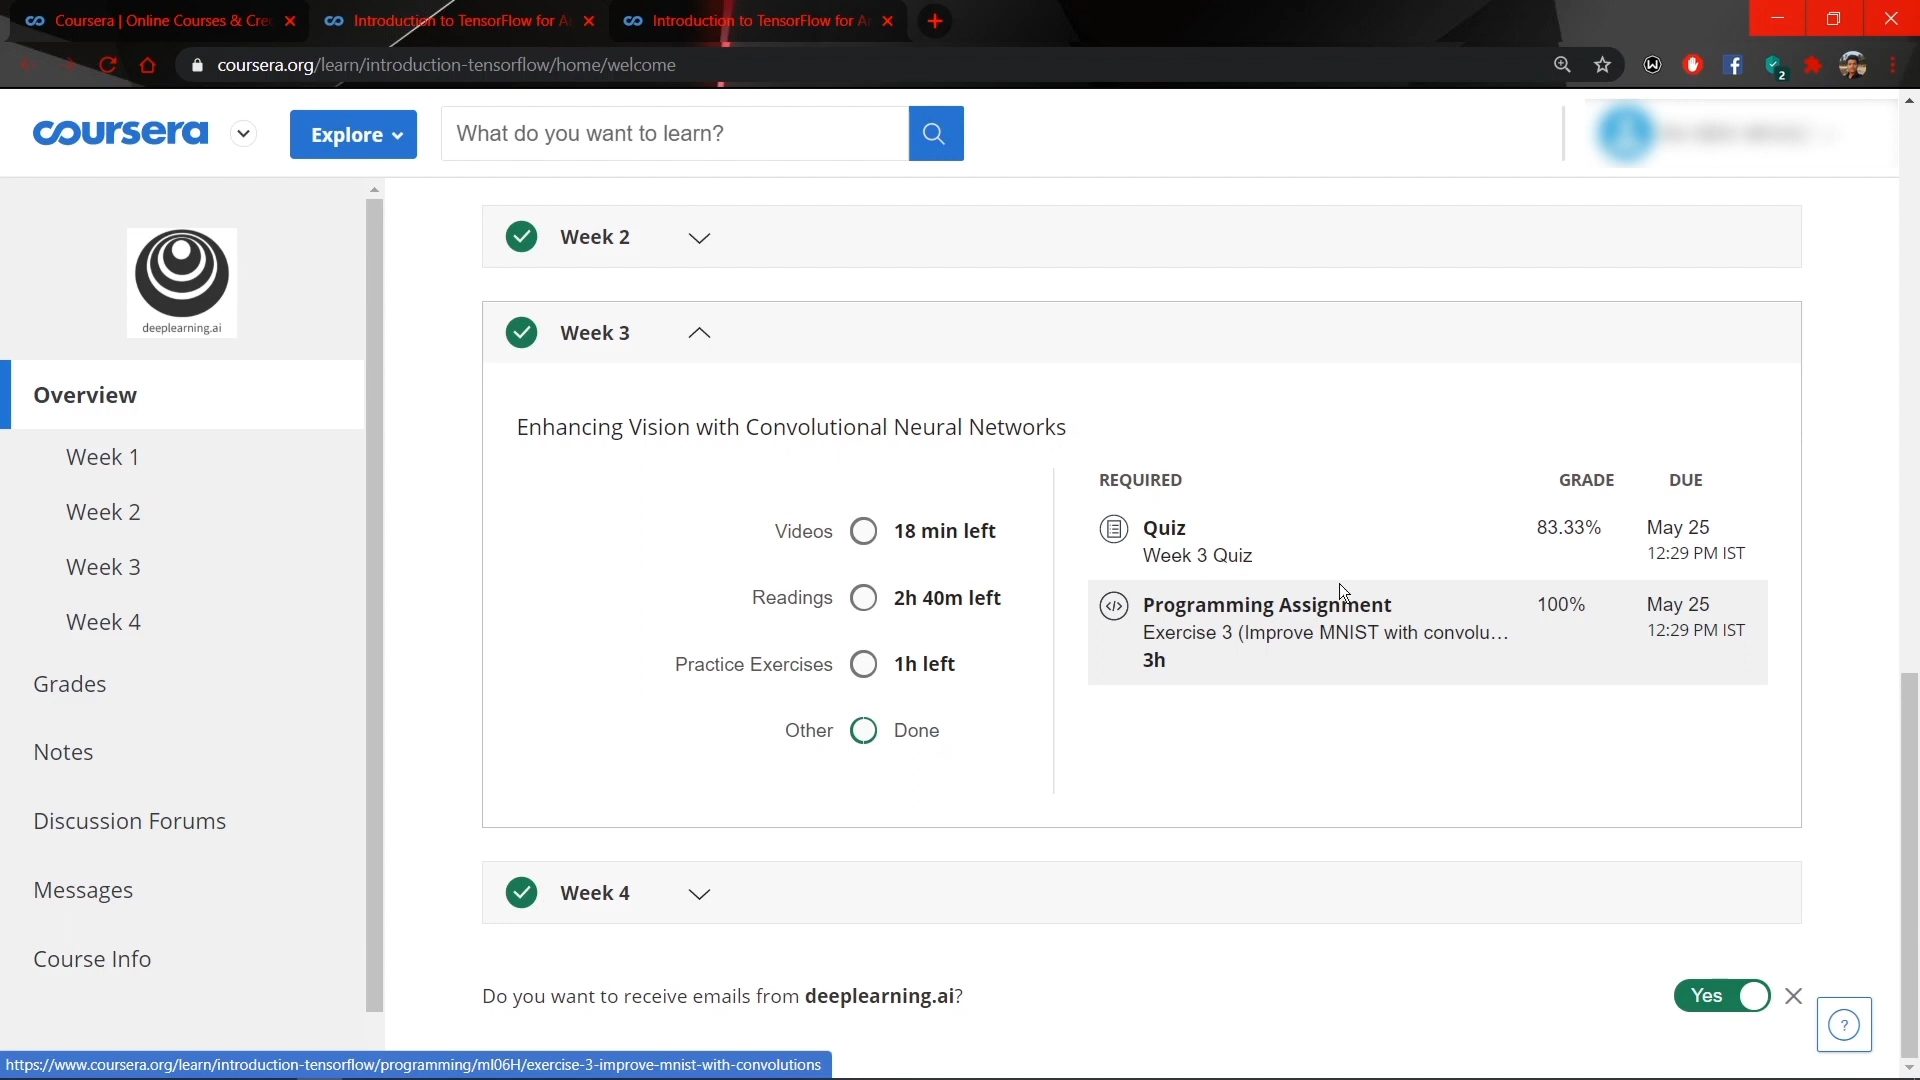 Coursera | Online Courses & Cre
Introduction to TensorFlow for A
Introduction to TensorFlow for A
coursera.org/learn/introduction-tensorflow/home/welcome
2
coursera
Explore
What do you want to learn?
deeplearning.ai
Overview
Week 1
Week 2
Week 3
Week 4
Grades
Notes
Discussion Forums
Messages
Course Info
Week 2
Week 3
Enhancing Vision with Convolutional Neural Networks
Videos 18 min left
Readings 2h 40m left
Practice Exercises 1h left
Other Done
REQUIRED GRADE DUE
Quiz 83.33% May 25
Week 3 Quiz 12:29 PM IST
Programming Assignment 100% May 25
Exercise 3 (Improve MNIST with convolu... 12:29 PM IST
3h
Week 4
Do you want to receive emails from deeplearning.ai?
Yes
?
https://www.coursera.org/learn/introduction-tensorflow/programming/ml06H/exercise-3-improve-mnist-with-convolutions